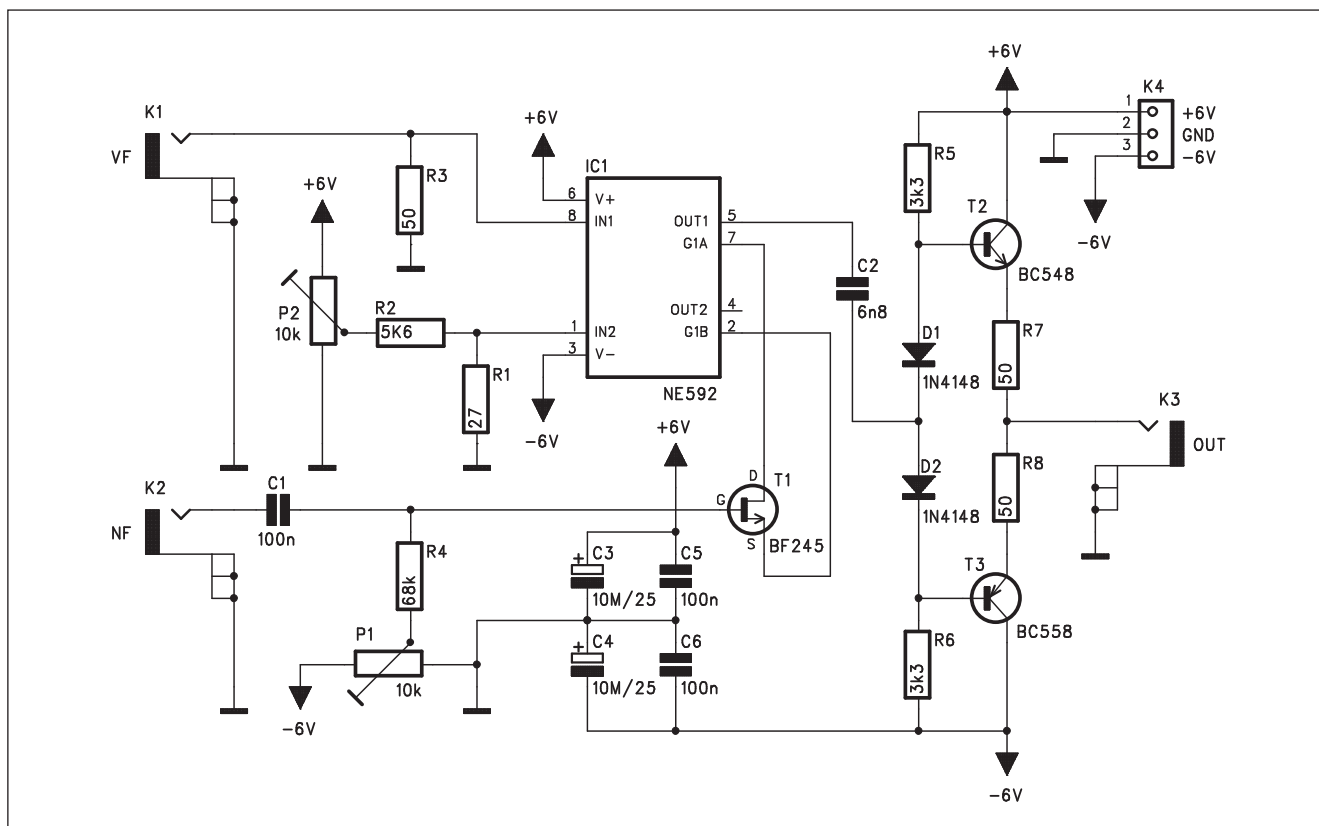 +6V
K4
1
+6V
2
GND
3
-6V
-6V
K1
VF
R3
50
+6V
+6V
IC1
6
V+
8
IN1
OUT1
5
G1A
7
OUT2
4
1
IN2
G1B
2
3
V-
NE592
-6V
P2
10k
R2
5K6
R1
27
C2
6n8
R5
3k3
T2
BC548
D1
1N4148
R7
50
K3
OUT
D2
1N4148
R8
50
K2
NF
C1
100n
R4
68k
P1
10k
-6V
+6V
D
G
S
T1
BF245
+
C3
10M/25
C5
100n
+
C4
10M/25
C6
100n
T3
BC558
R6
3k3
-6V